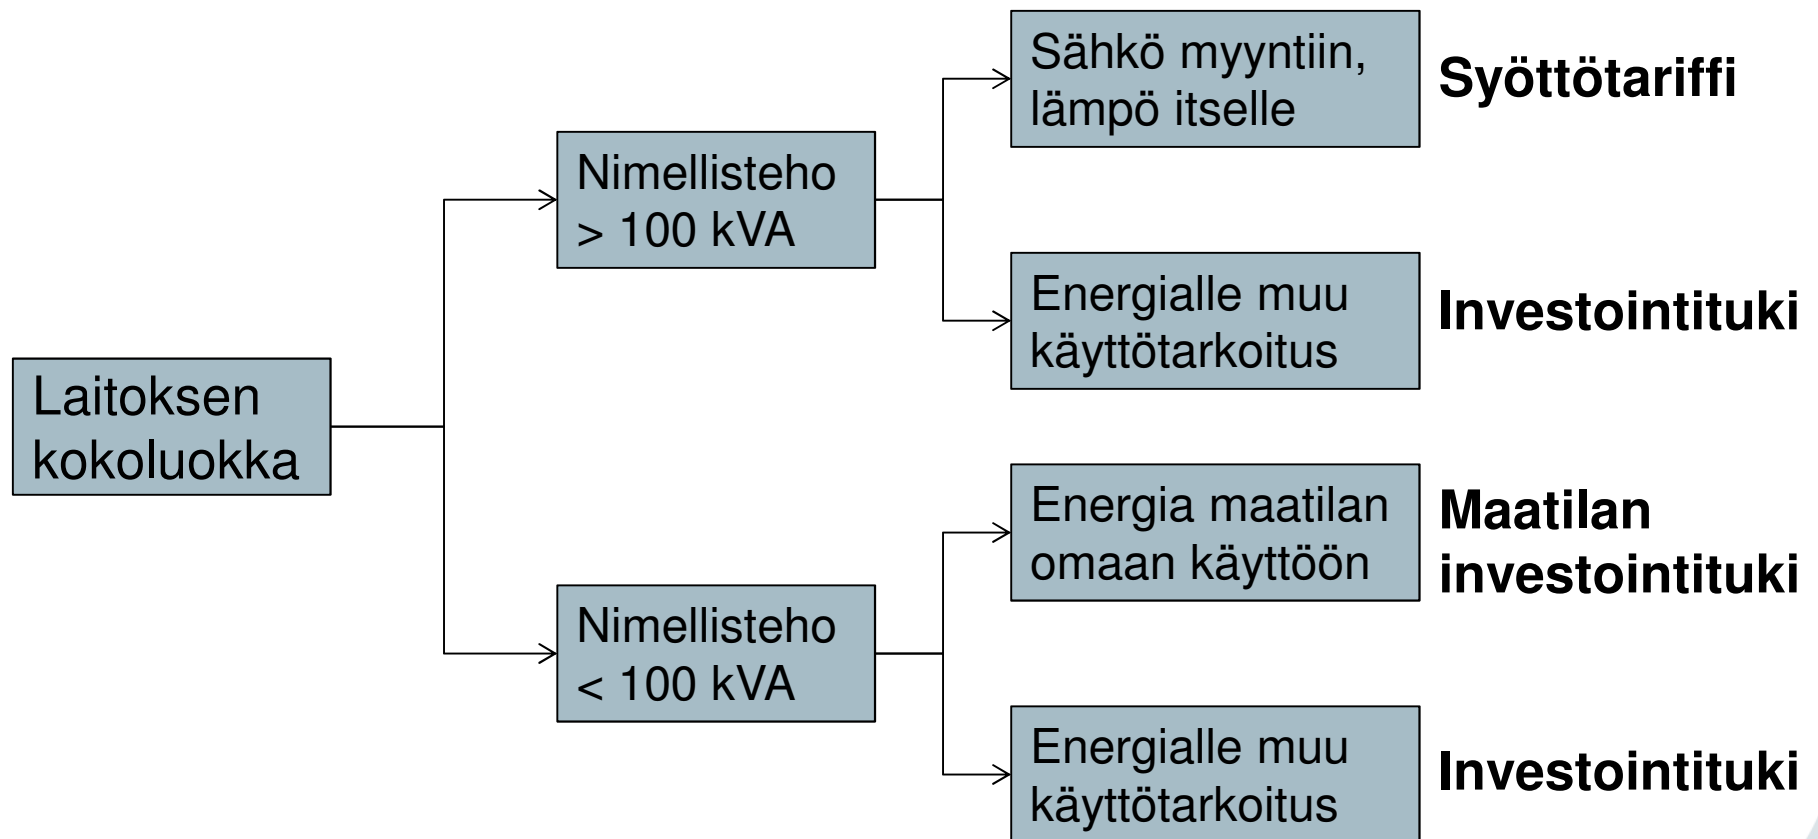 Laitoksen
kokoluokka
Nimellisteho
> 100 kVA
Sähkö myyntiin,
lämpö itselle
Syöttötariffi
Energialle muu
käyttötarkoitus
Investointituki
Nimellisteho
< 100 kVA
Energia maatilan
omaan käyttöön
Maatilan
investointituki
Energialle muu
käyttötarkoitus
Investointituki